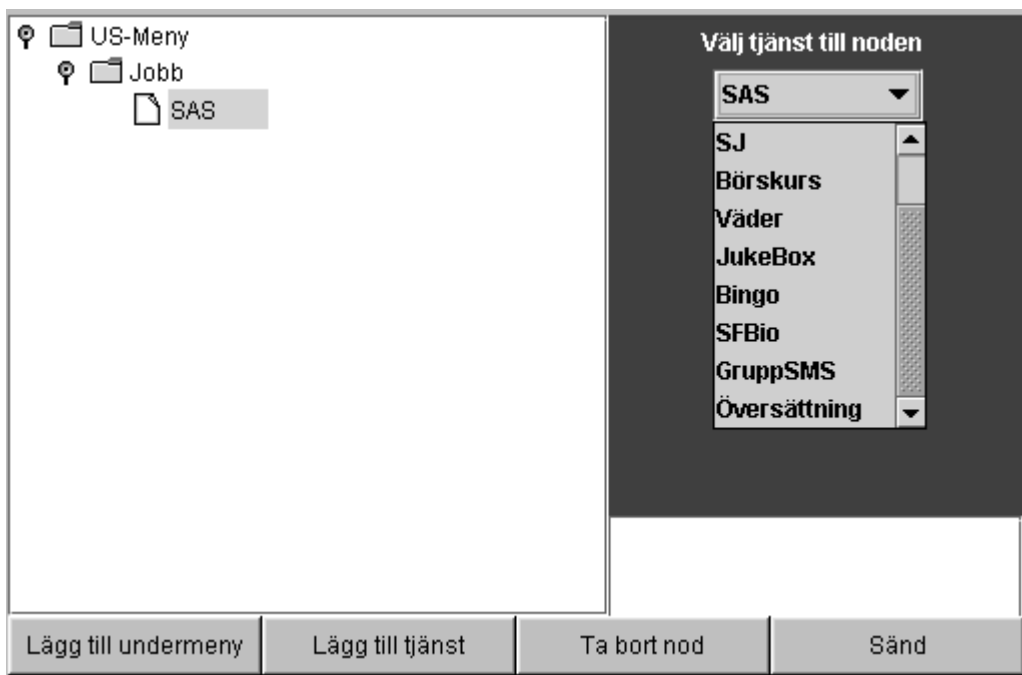 US-Meny
Jobb
SAS
Välj tjänst till noden
SAS
SJ
Börskurs
Väder
JukeBox
Bingo
SFBio
GruppSMS
Översättning
Lägg till undermeny
Lägg till tjänst
Ta bort nod
Sänd